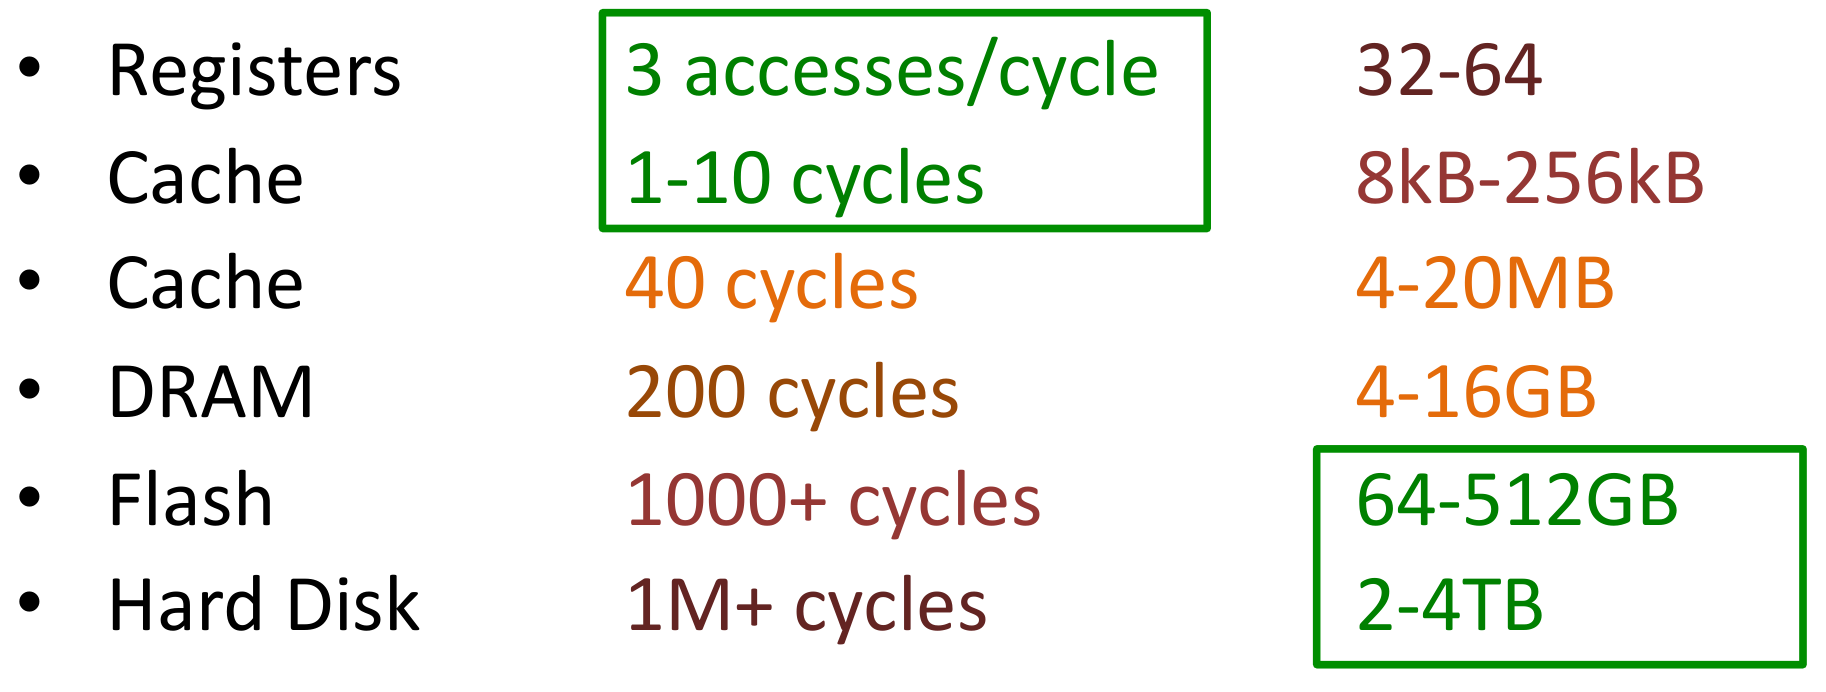 • Registers 3 accesses/cycle 32-64
• Cache 1-10 cycles 8kB-256kB
• Cache 40 cycles 4-20MB
• DRAM 200 cycles 4-16GB
• Flash 1000+ cycles 64-512GB
• Hard Disk 1M+ cycles 2-4TB